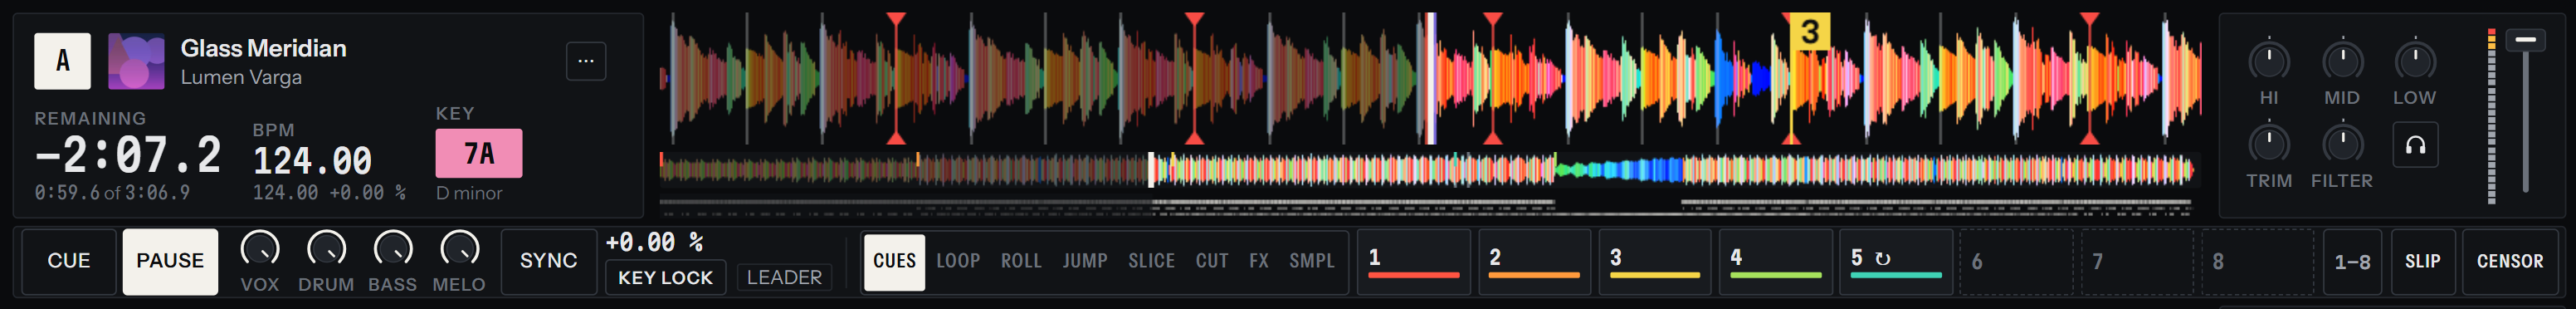 A
Glass Meridian
Lumen Varga
...
REMAINING
-2:07.2
0:59.6 of 3:06.9
BPM
124.00
124.00 +0.00 %
KEY
7A
D minor
3
HI MID LOW
TRIM FILTER
CUE PAUSE
VOX DRUM BASS MELO
SYNC
+0.00 %
KEY LOCK LEADER
CUES LOOP ROLL JUMP SLICE CUT FX SMPL
1 2 3 4 5 ↻ 6 7 8
1–8 SLIP CENSOR